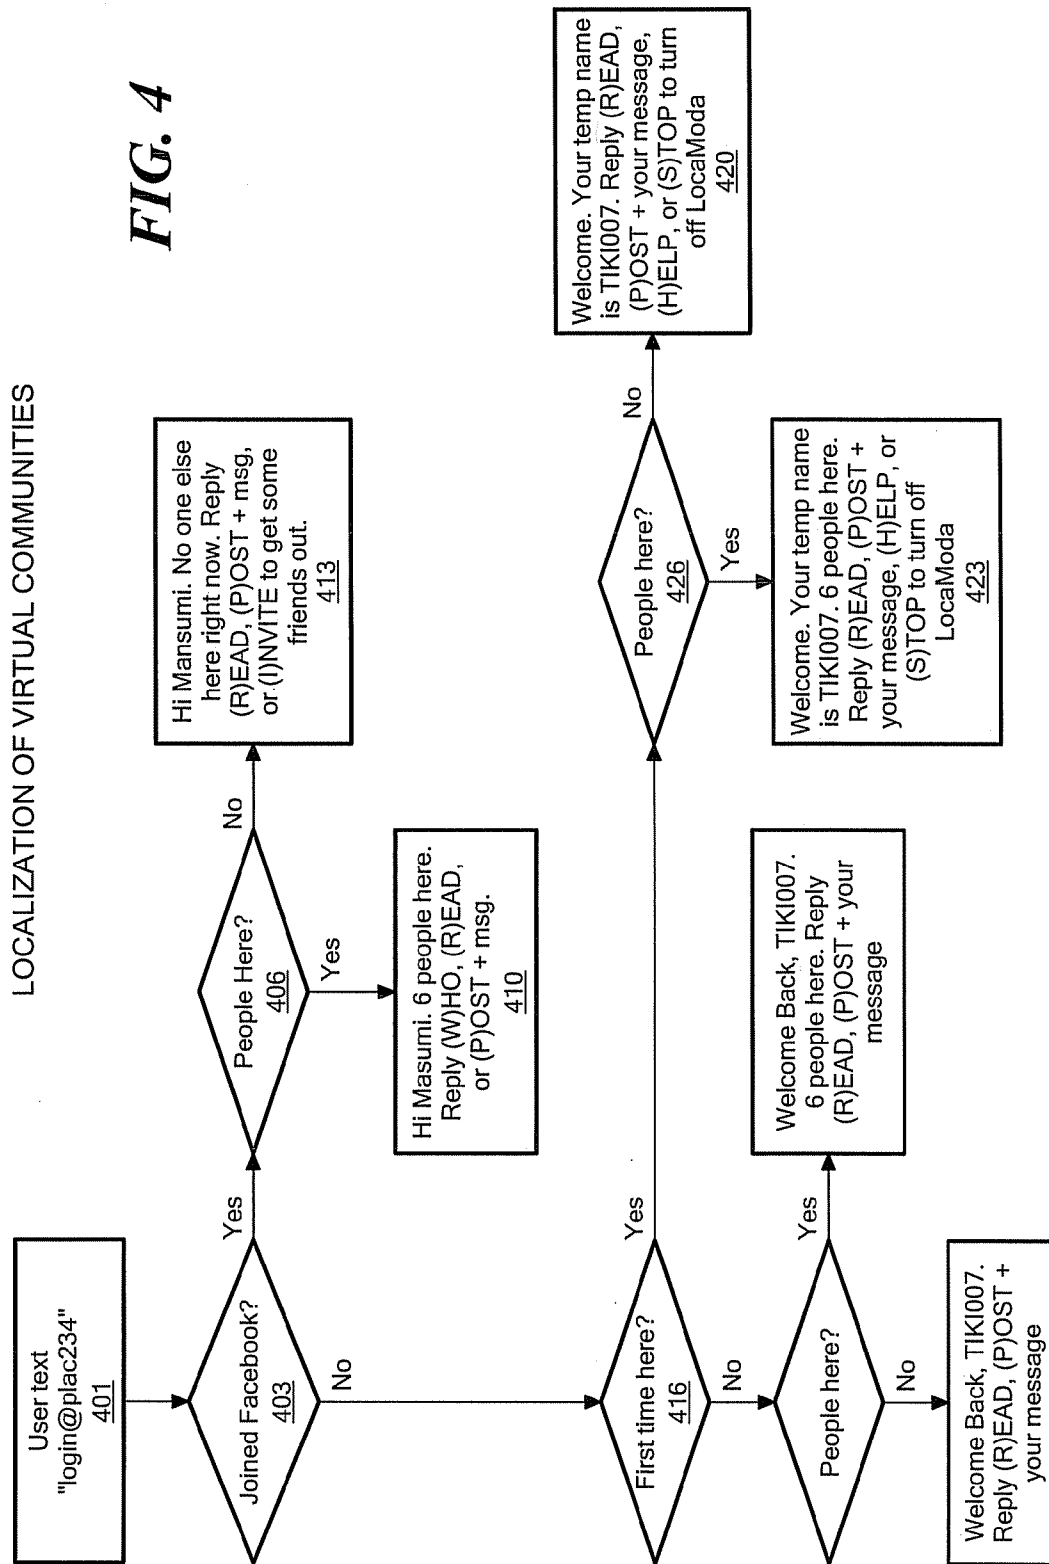 LOCALIZATION OF VIRTUAL COMMUNITIES
FIG. 4
User text
"login@plac234"
401
Joined Facebook?
403
Yes
No
People Here?
406
No
Yes
Hi Mansumi. No one else
here right now. Reply
(R)EAD, (P)OST + msg,
or (I)NVITE to get some
friends out.
413
Hi Masumi. 6 people here.
Reply (W)HO, (R)EAD,
or (P)OST + msg.
410
First time here?
416
Yes
No
People here?
426
No
Yes
Welcome. Your temp name
is TIKI007. Reply (R)EAD,
(P)OST + your message,
(H)ELP, or (S)TOP to turn
off LocaModa
420
Welcome. Your temp name
is TIKI007. 6 people here.
Reply (R)EAD, (P)OST +
your message, (H)ELP, or
(S)TOP to turn off
LocaModa
423
People here?
Yes
No
Welcome Back, TIKI007.
6 people here. Reply
(R)EAD, (P)OST + your
message
Welcome Back, TIKI007.
Reply (R)EAD, (P)OST +
your message